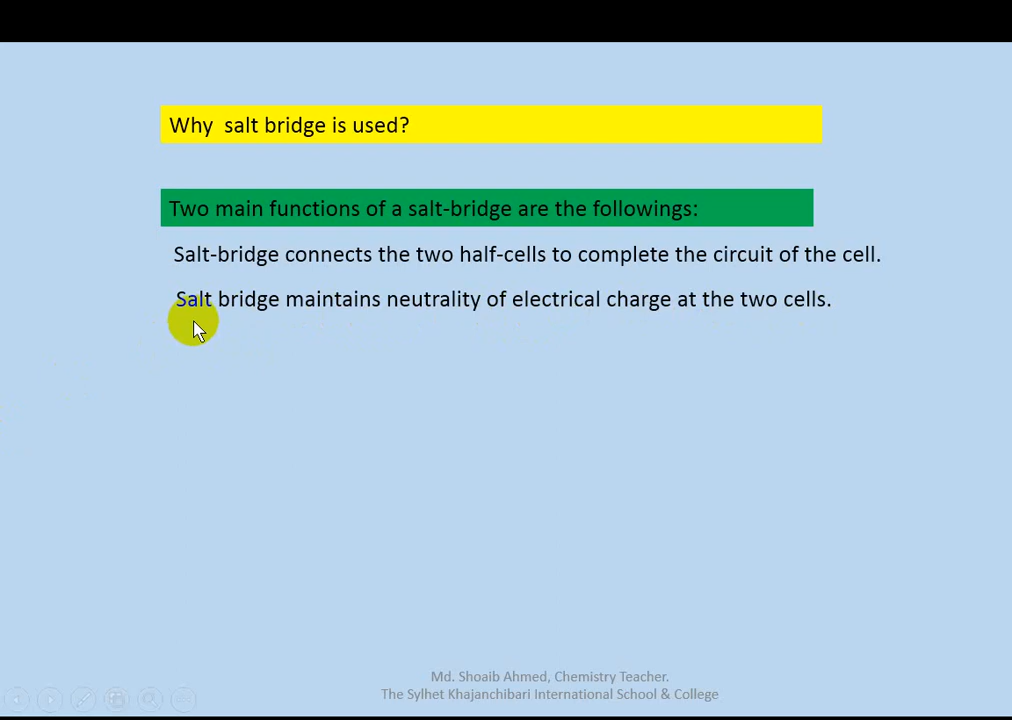 Why salt bridge is used?
Two main functions of a salt-bridge are the followings:
Salt-bridge connects the two half-cells to complete the circuit of the cell.
Salt bridge maintains neutrality of electrical charge at the two cells.
Md. Shoaib Ahmed, Chemistry Teacher.
The Sylhet Khajanchibari International School & College